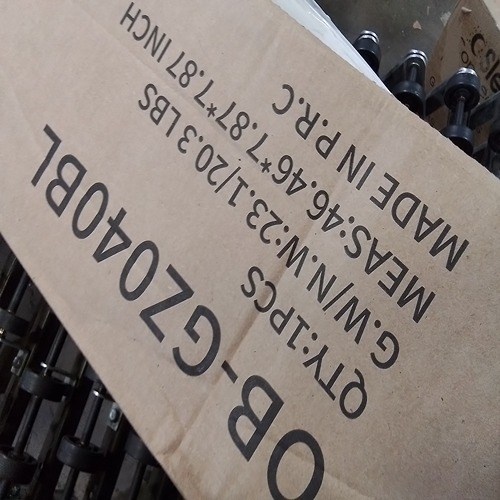 OB-GZ040BL
QTY:1PCS
G.W/N.W:23.1/20.3 LBS
MEAS:46.46*7.87*7.87 INCH
MADE IN P.R.C